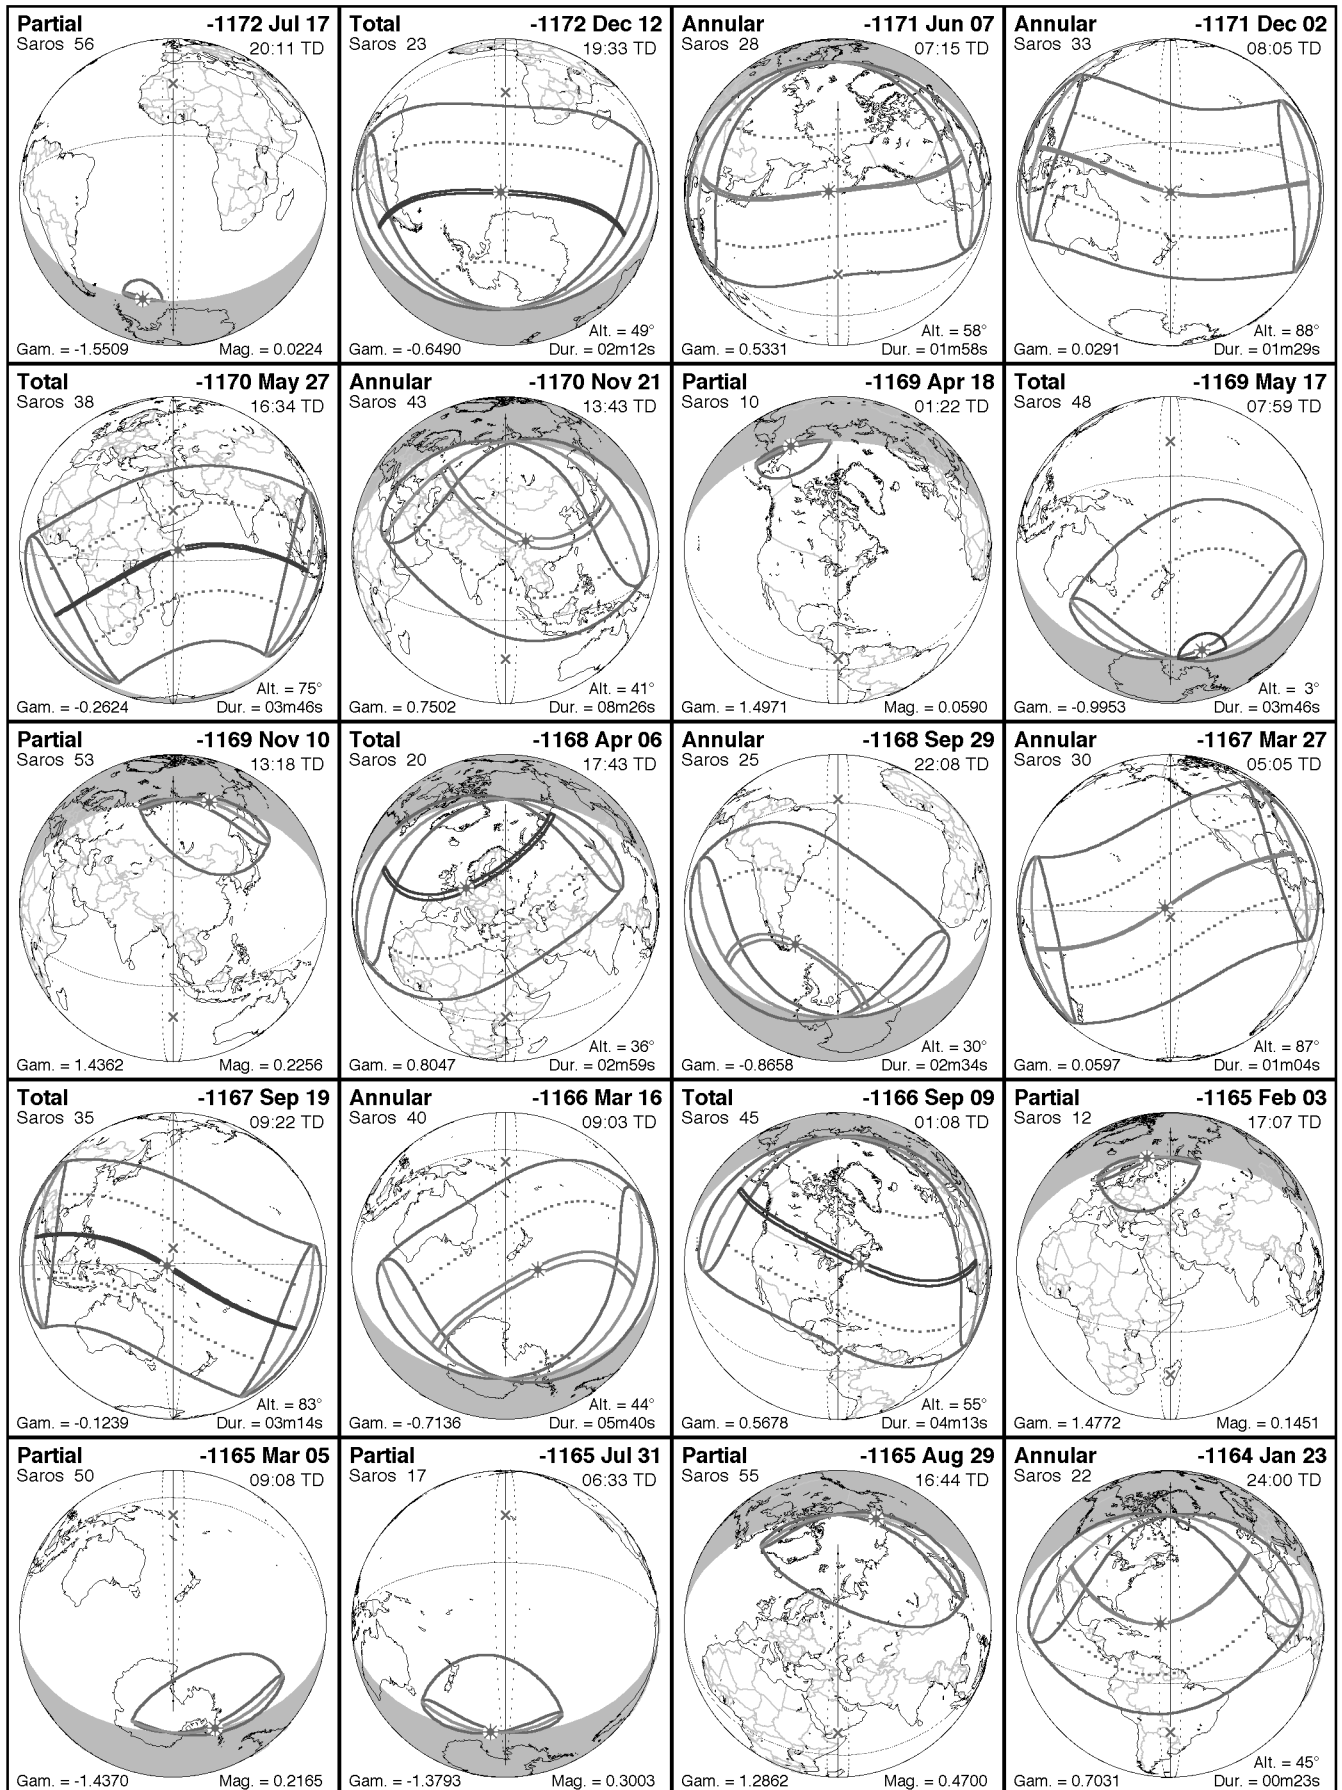 Partial -1172 Jul 17
Saros 56 20:11 TD
Gam. = -1.5509 Mag. = 0.0224
Total -1172 Dec 12
Saros 23 19:33 TD
Alt. = 49°
Gam. = -0.6490 Dur. = 02m12s
Annular -1171 Jun 07
Saros 28 07:15 TD
Alt. = 58°
Gam. = 0.5331 Dur. = 01m58s
Annular -1171 Dec 02
Saros 33 08:05 TD
Alt. = 88°
Gam. = 0.0291 Dur. = 01m29s
Total -1170 May 27
Saros 38 16:34 TD
Alt. = 75°
Gam. = -0.2624 Dur. = 03m46s
Annular -1170 Nov 21
Saros 43 13:43 TD
Alt. = 41°
Gam. = 0.7502 Dur. = 08m26s
Partial -1169 Apr 18
Saros 10 01:22 TD
Gam. = 1.4971 Mag. = 0.0590
Total -1169 May 17
Saros 48 07:59 TD
Alt. = 3°
Gam. = -0.9953 Dur. = 03m46s
Partial -1169 Nov 10
Saros 53 13:18 TD
Gam. = 1.4362 Mag. = 0.2256
Total -1168 Apr 06
Saros 20 17:43 TD
Alt. = 36°
Gam. = 0.8047 Dur. = 02m59s
Annular -1168 Sep 29
Saros 25 22:08 TD
Alt. = 30°
Gam. = -0.8658 Dur. = 02m34s
Annular -1167 Mar 27
Saros 30 05:05 TD
Alt. = 87°
Gam. = 0.0597 Dur. = 01m04s
Total -1167 Sep 19
Saros 35 09:22 TD
Alt. = 83°
Gam. = -0.1239 Dur. = 03m14s
Annular -1166 Mar 16
Saros 40 09:03 TD
Alt. = 44°
Gam. = -0.7136 Dur. = 05m40s
Total -1166 Sep 09
Saros 45 01:08 TD
Alt. = 55°
Gam. = 0.5678 Dur. = 04m13s
Partial -1165 Feb 03
Saros 12 17:07 TD
Gam. = 1.4772 Mag. = 0.1451
Partial -1165 Mar 05
Saros 50 09:08 TD
Gam. = -1.4370 Mag. = 0.2165
Partial -1165 Jul 31
Saros 17 06:33 TD
Gam. = -1.3793 Mag. = 0.3003
Partial -1165 Aug 29
Saros 55 16:44 TD
Gam. = 1.2862 Mag. = 0.4700
Annular -1164 Jan 23
Saros 22 24:00 TD
Alt. = 45°
Gam. = 0.7031 Dur. = 00m23s